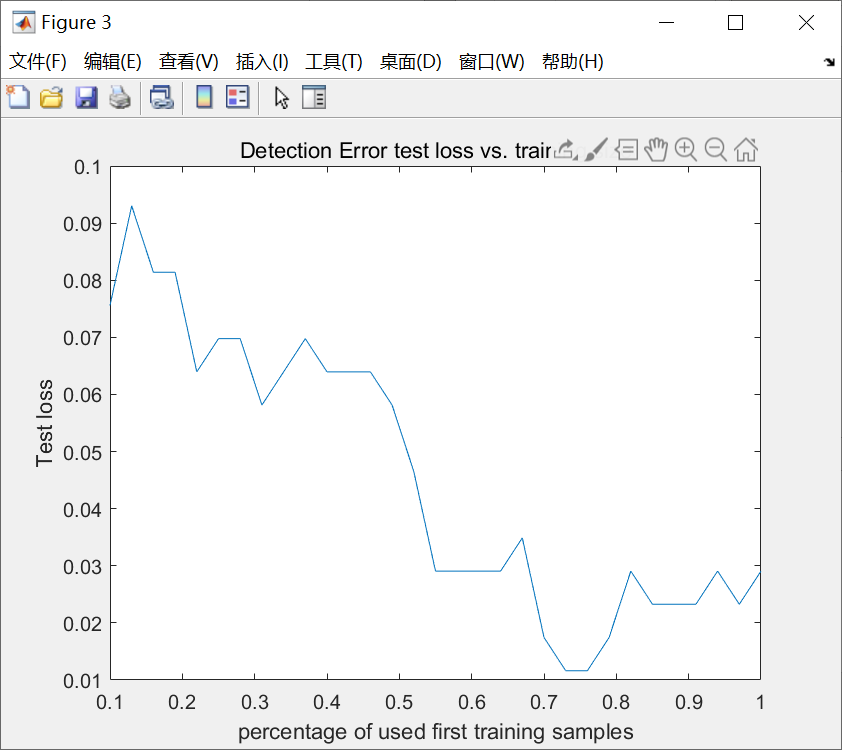 Figure 3
文件(F) 编辑(E) 查看(V) 插入(I) 工具(T) 桌面(D) 窗口(W) 帮助(H)
Detection Error test loss vs.
0.1
0.09
0.08
0.07
0.06
0.05
0.04
0.03
0.02
0.01
Test loss
0.1 0.2 0.3 0.4 0.5 0.6 0.7 0.8 0.9 1
percentage of used first training samples